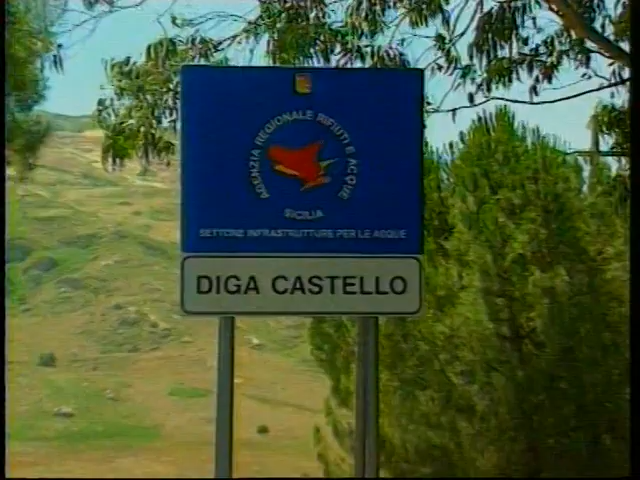 AGENZIA REGIONALE RIFIUTI E ACQUE
SICILIA
SETTORE INFRASTRUTTURE PER LE ACQUE
DIGA CASTELLO